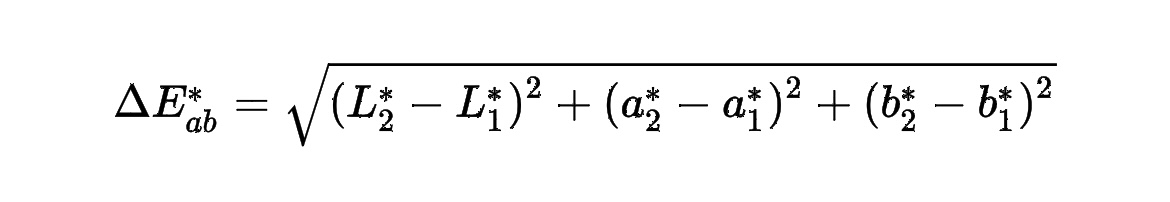 ΔE*ab = √(L*2 − L*1)² + (a*2 − a*1)² + (b*2 − b*1)²